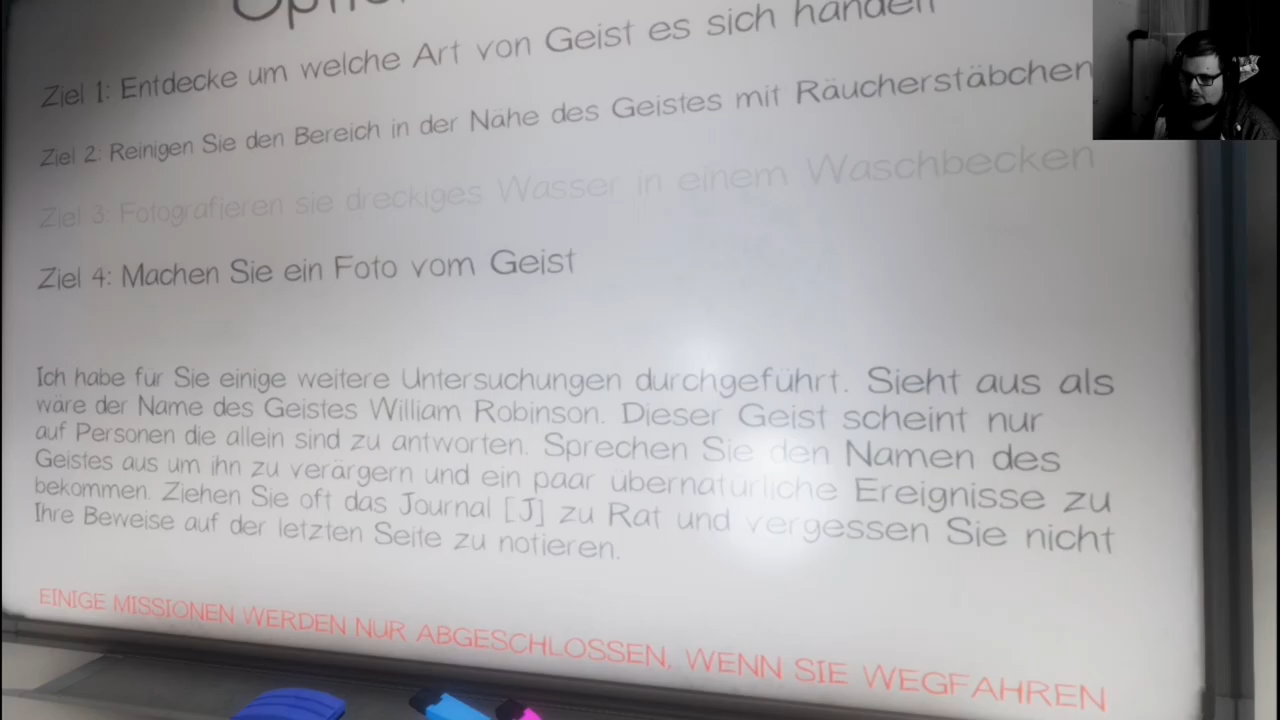 Ziel 1: Entdecke um welche Art von Geist es sich handelt
Ziel 2: Reinigen Sie den Bereich in der Nähe des Geistes mit Räucherstäbchen
Ziel 3: Fotografieren sie dreckiges Wasser in einem Waschbecken
Ziel 4: Machen Sie ein Foto vom Geist
Ich habe für Sie einige weitere Untersuchungen durchgeführt. Sieht aus als
wäre der Name des Geistes William Robinson. Dieser Geist scheint nur
auf Personen die allein sind zu antworten. Sprechen Sie den Namen des
Geistes aus um ihn zu verärgern und ein paar übernatürliche Ereignisse zu
bekommen. Ziehen Sie oft das Journal [J] zu Rat und vergessen Sie nicht
Ihre Beweise auf der letzten Seite zu notieren.
EINIGE MISSIONEN WERDEN NUR ABGESCHLOSSEN, WENN SIE WEGFAHREN